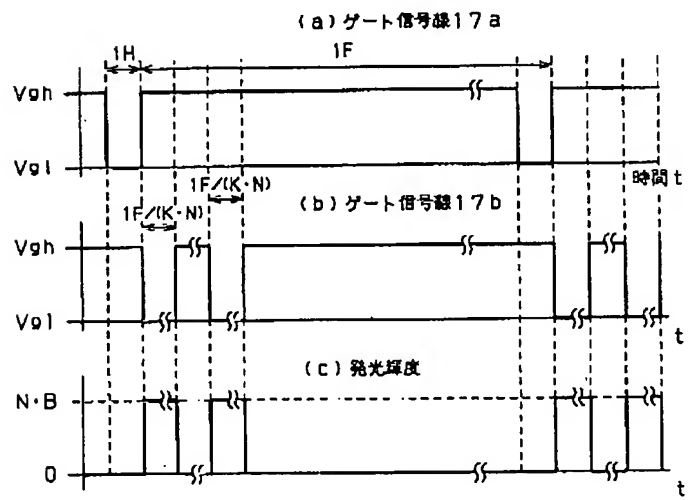 (a)ゲート信号線17a
1H
1F
Vgh
Vgl
時間t
1F/(K·N)
1F/(K·N)
(b)ゲート信号線17b
Vgh
Vgl
t
(c)発光輝度
N·B
0
t